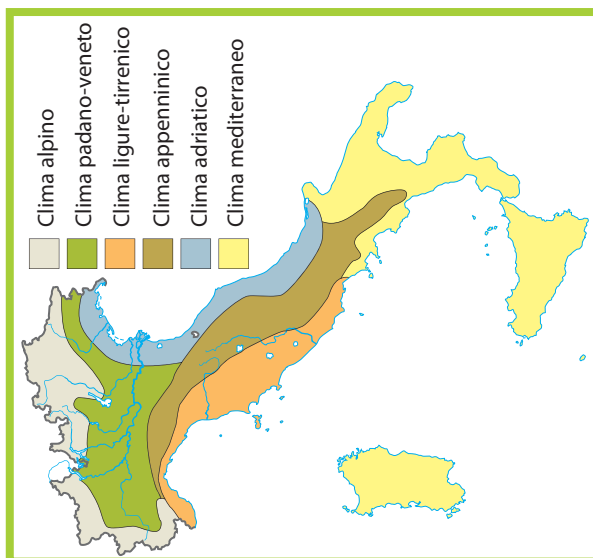 Clima alpino
Clima padano-veneto
Clima ligure-tirrenico
Clima appenninico
Clima adriatico
Clima mediterraneo